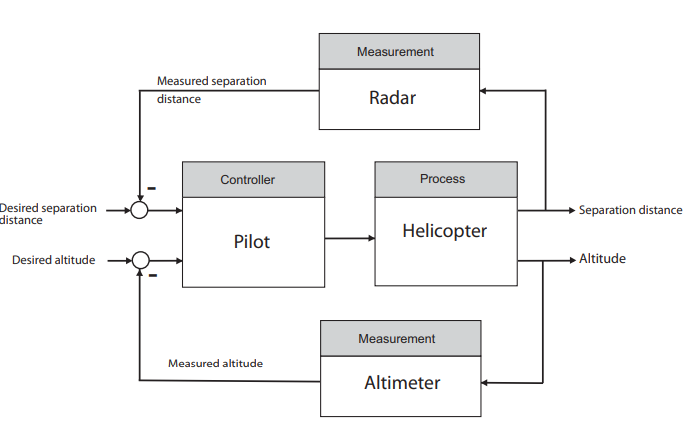 Measurement
Radar
Measured separation
distance
Controller
Pilot
Process
Helicopter
Desired separation
distance
Separation distance
Desired altitude
Altitude
Measurement
Altimeter
Measured altitude